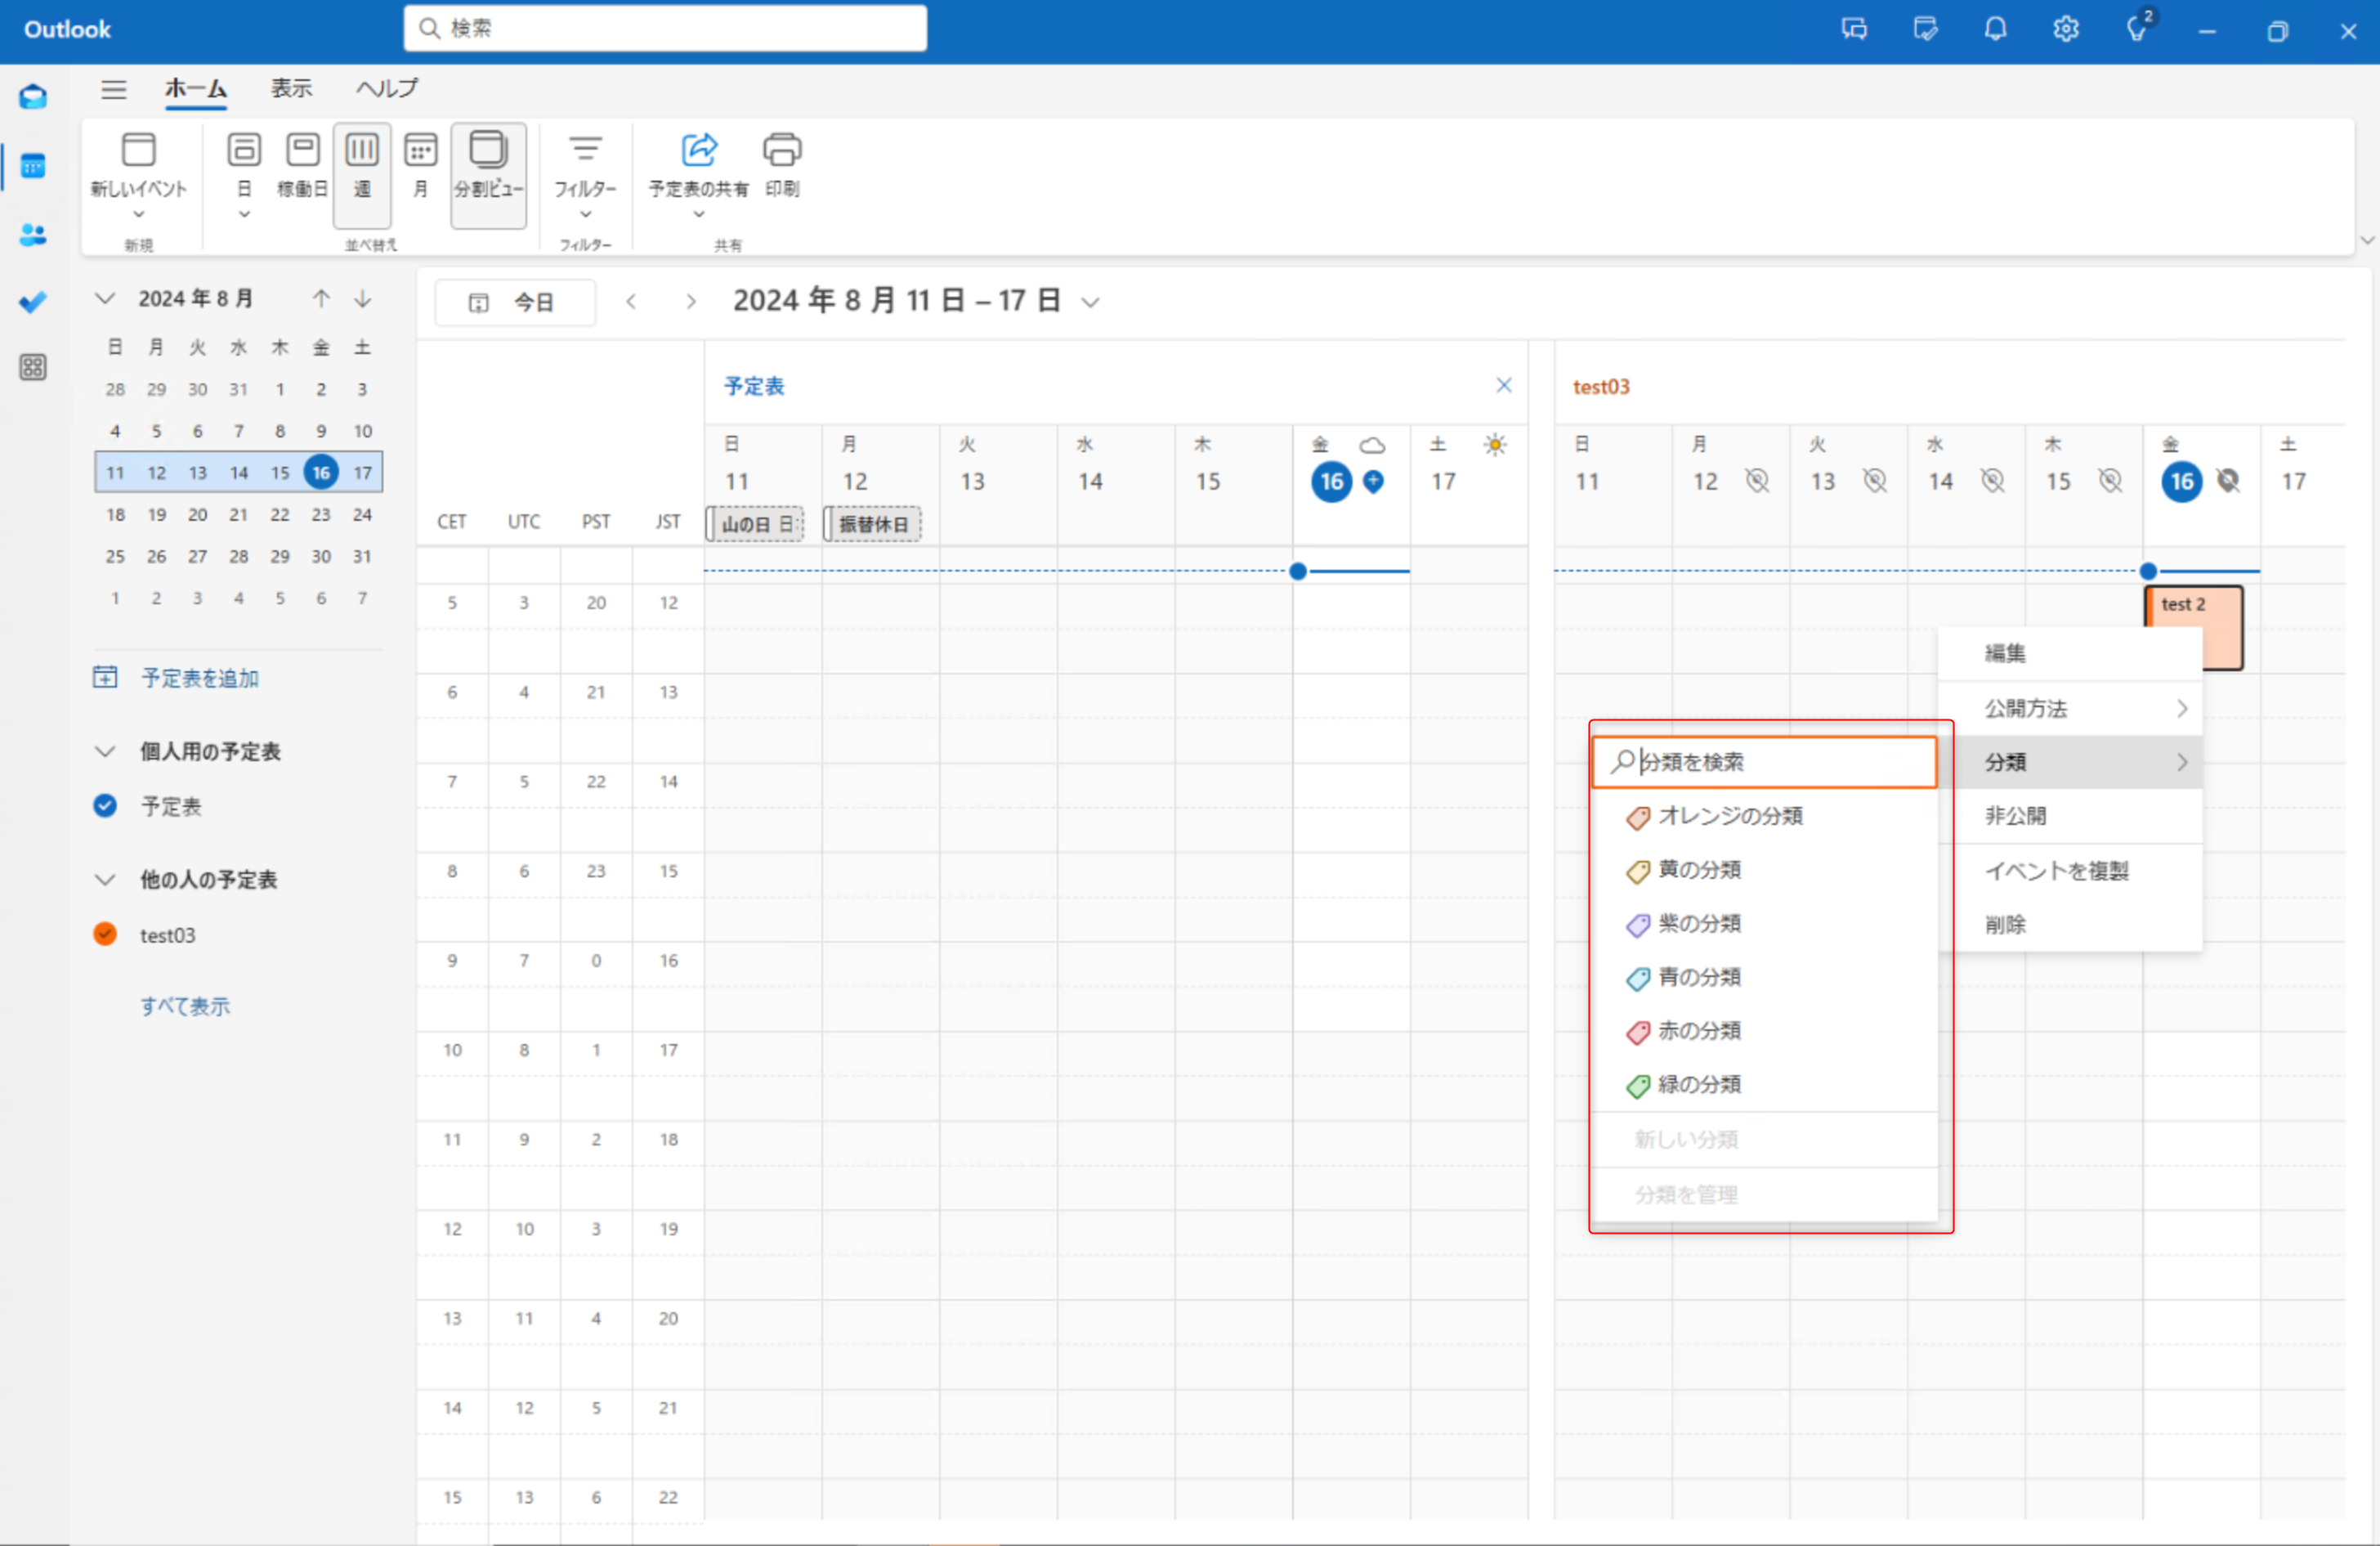 Outlook
検索
2
ホーム 表示 ヘルプ
新しいイベント 日 稼働日 週 月 分割ビュー フィルター 予定表の共有 印刷
新規 並べ替え フィルター 共有
2024 年 8 月
日 月 火 水 木 金 土
28 29 30 31 1 2 3
4 5 6 7 8 9 10
11 12 13 14 15 16 17
18 19 20 21 22 23 24
25 26 27 28 29 30 31
1 2 3 4 5 6 7
予定表を追加
個人用の予定表
予定表
他の人の予定表
test03
すべて表示
今日 2024 年 8 月 11 日 – 17 日
予定表
日 月 火 水 木 金 土
11 12 13 14 15 16 17
山の日 日 振替休日
test03
日 月 火 水 木 金 土
11 12 13 14 15 16 17
CET UTC PST JST
5 3 20 12
6 4 21 13
7 5 22 14
8 6 23 15
9 7 0 16
10 8 1 17
11 9 2 18
12 10 3 19
13 11 4 20
14 12 5 21
15 13 6 22
test 2
編集
公開方法
分類
非公開
イベントを複製
削除
分類を検索
オレンジの分類
黄の分類
紫の分類
青の分類
赤の分類
緑の分類
新しい分類
分類を管理